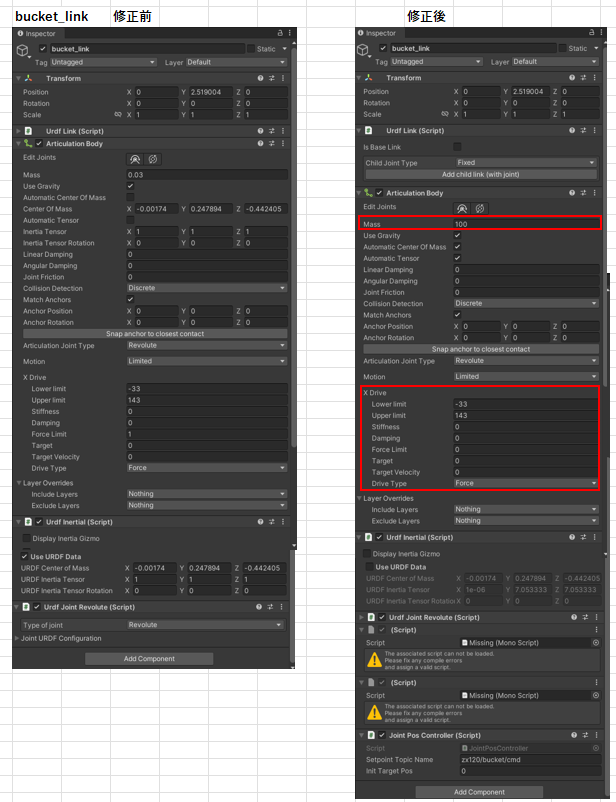 bucket_link 修正前
Inspector
bucket_link Static
Tag Untagged Layer Default
Transform
Position X 0 Y 2.519004 Z 0
Rotation X 0 Y 0 Z 0
Scale X 1 Y 1 Z 1
Urdf Link (Script)
Articulation Body
Edit Joints
Mass 0.03
Use Gravity
Automatic Center Of Mass
Center Of Mass X -0.00174 Y 0.247894 Z -0.442405
Automatic Tensor
Inertia Tensor X 1 Y 1 Z 1
Inertia Tensor Rotation X 0 Y 0 Z 0
Linear Damping 0
Angular Damping 0
Joint Friction 0
Collision Detection Discrete
Match Anchors
Anchor Position X 0 Y 0 Z 0
Anchor Rotation X 0 Y 0 Z 0
Snap anchor to closest contact
Articulation Joint Type Revolute
Motion Limited
X Drive
Lower limit -33
Upper limit 143
Stiffness 0
Damping 0
Force Limit 1
Target 0
Target Velocity 0
Drive Type Force
Layer Overrides
Include Layers Nothing
Exclude Layers Nothing
Urdf Inertial (Script)
Display Inertia Gizmo
Use URDF Data
URDF Center of Mass X -0.00174 Y 0.247894 Z -0.442405
URDF Inertia Tensor X 1 Y 1 Z 1
URDF Inertia Tensor Rotation X 0 Y 0 Z 0
Urdf Joint Revolute (Script)
Type of joint Revolute
Joint URDF Configuration
Add Component
修正後
Inspector
bucket_link Static
Tag Untagged Layer Default
Transform
Position X 0 Y 2.519004 Z 0
Rotation X 0 Y 0 Z 0
Scale X 1 Y 1 Z 1
Urdf Link (Script)
Is Base Link
Child Joint Type Fixed
Add child link (with joint)
Articulation Body
Edit Joints
Mass 100
Use Gravity
Automatic Center Of Mass
Automatic Tensor
Linear Damping 0
Angular Damping 0
Joint Friction 0
Collision Detection Discrete
Match Anchors
Anchor Position X 0 Y 0 Z 0
Anchor Rotation X 0 Y 0 Z 0
Snap anchor to closest contact
Articulation Joint Type Revolute
Motion Limited
X Drive
Lower limit -33
Upper limit 143
Stiffness 0
Damping 0
Force Limit 0
Target 0
Target Velocity 0
Drive Type Force
Layer Overrides
Include Layers Nothing
Exclude Layers Nothing
Urdf Inertial (Script)
Display Inertia Gizmo
Use URDF Data
URDF Center of Mass X -0.00174 Y 0.247894 Z -0.442405
URDF Inertia Tensor X 1e-06 Y 7.053333 Z 7.053333
URDF Inertia Tensor Rotation X 0 Y 0 Z 0
Urdf Joint Revolute (Script)
(Script)
Script Missing (Mono Script)
The associated script can not be loaded.
Please fix any compile errors
and assign a valid script.
(Script)
Script Missing (Mono Script)
The associated script can not be loaded.
Please fix any compile errors
and assign a valid script.
Joint Pos Controller (Script)
Script JointPosController
Setpoint Topic Name zx120/bucket/cmd
Init Target Pos 0
Add Component